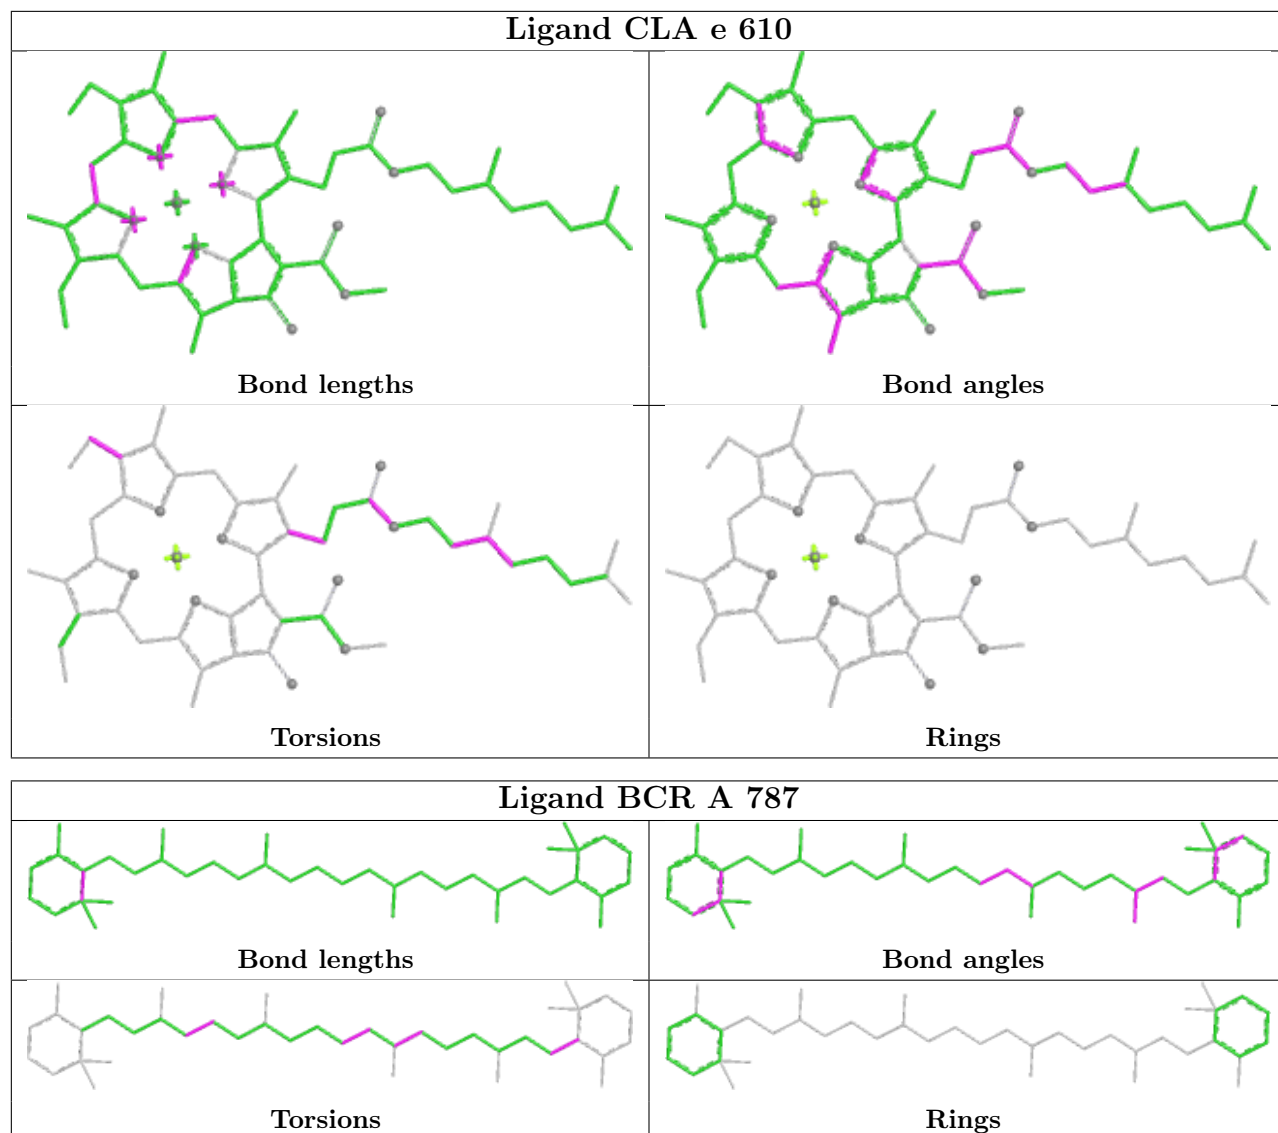 Ligand CLA e 610
Bond lengths
Bond angles
Torsions
Rings
Ligand BCR A 787
Bond lengths
Bond angles
Torsions
Rings